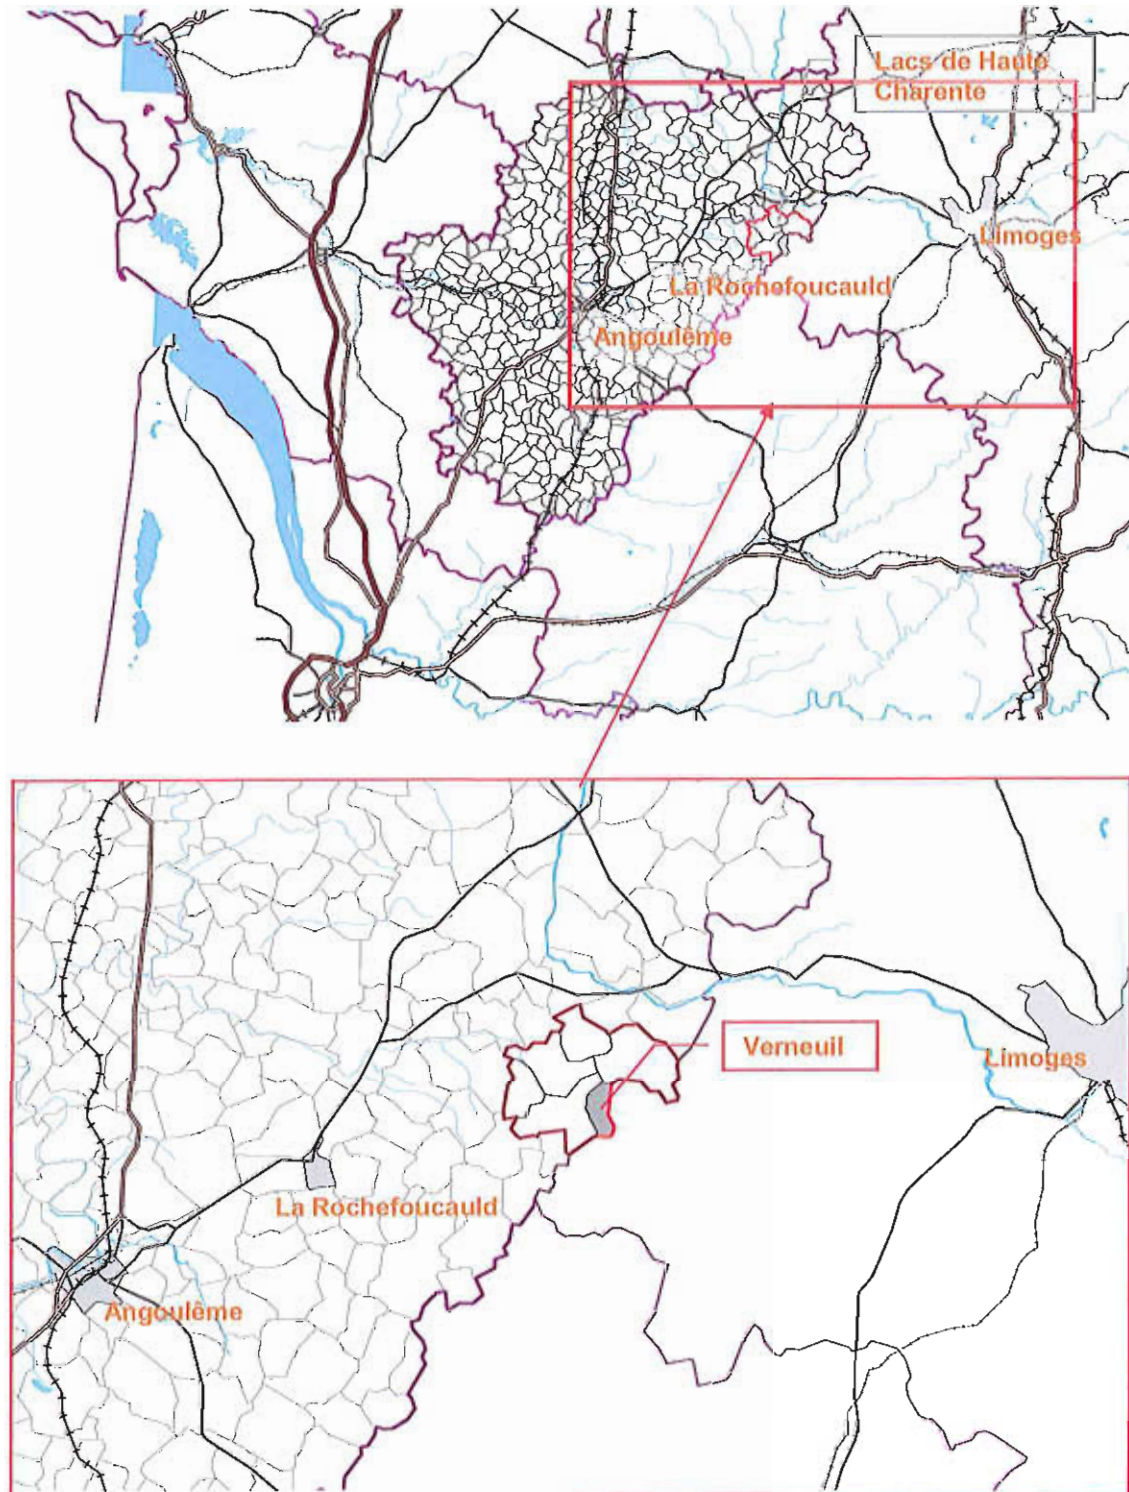 Lacs de Haute
Charente
Limoges
La Rochefoucauld
Angoulême
Verneuil
Limoges
La Rochefoucauld
Angoulême